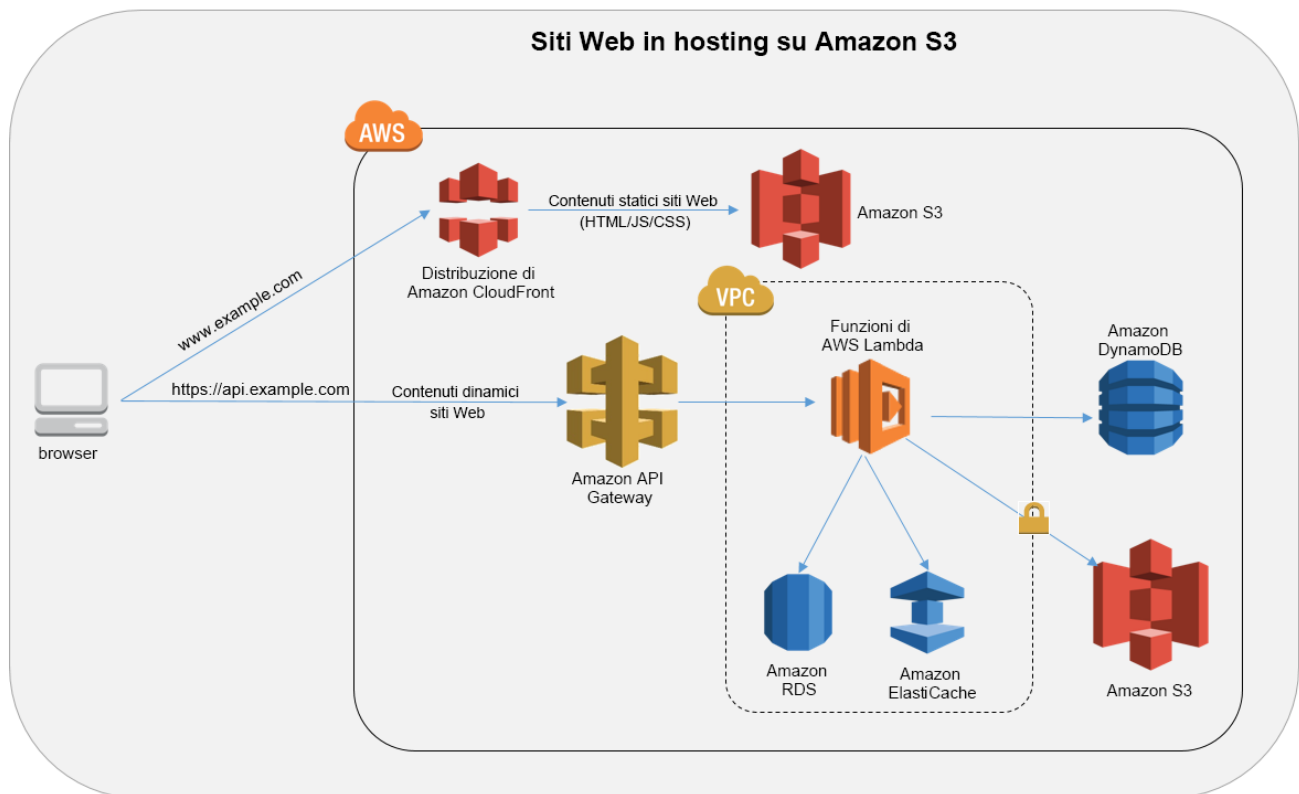 Siti Web in hosting su Amazon S3
AWS
Contenuti statici siti Web
(HTML/JS/CSS)
Amazon S3
Distribuzione di
Amazon CloudFront
www.example.com
VPC
Funzioni di
AWS Lambda
Amazon
DynamoDB
https://api.example.com
Contenuti dinamici
siti Web
browser
Amazon API
Gateway
Amazon
RDS
Amazon
ElastiCache
Amazon S3